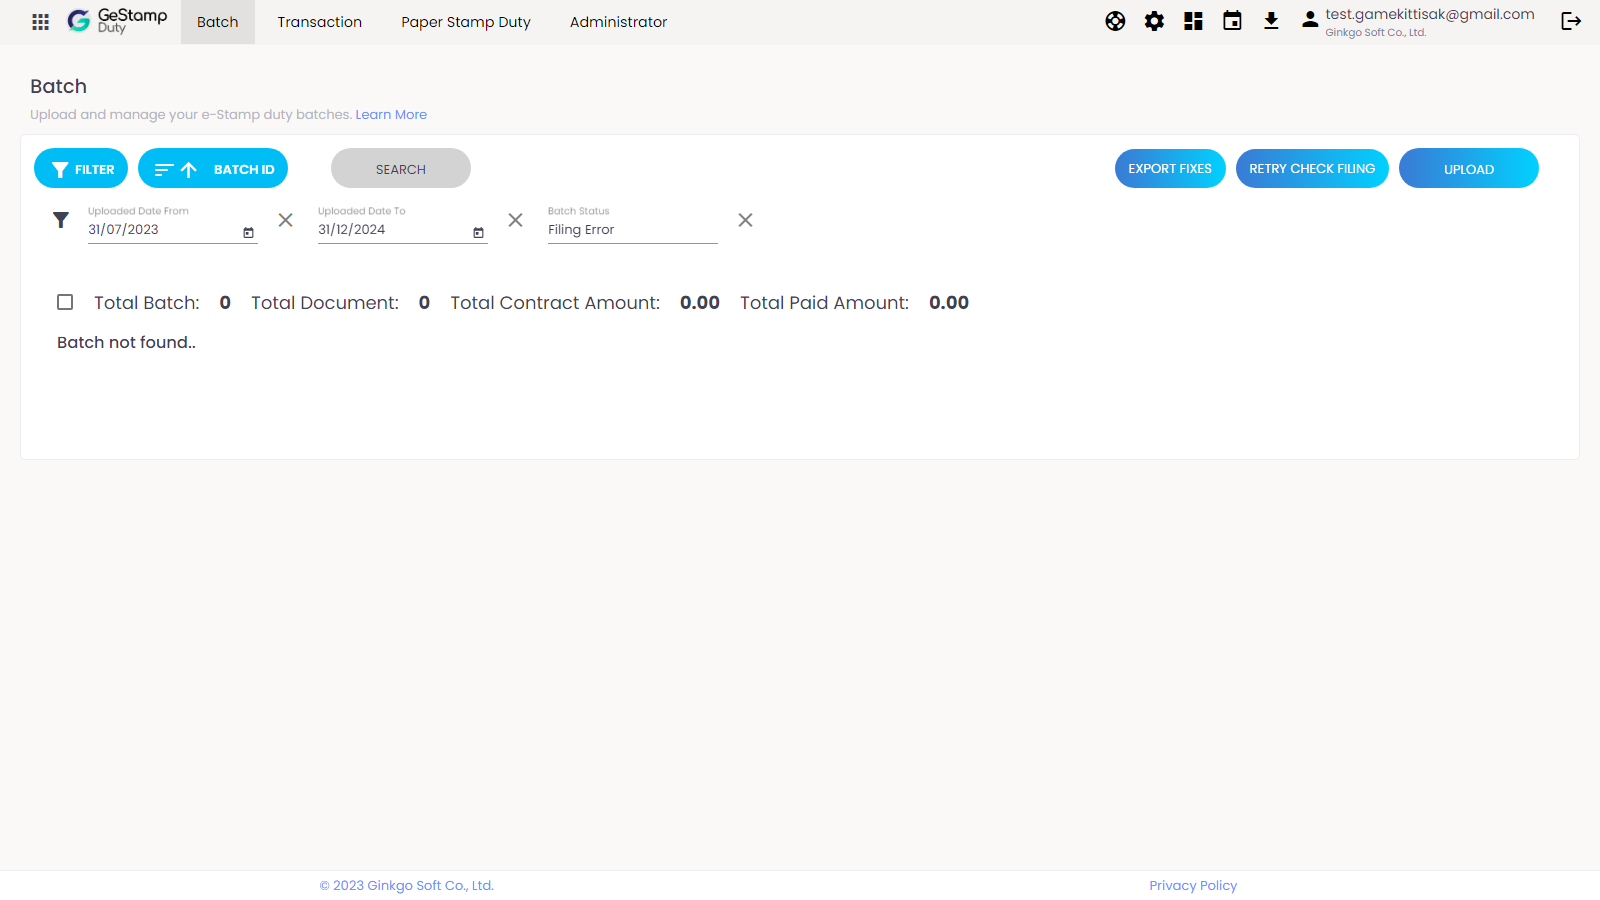 GeStamp
Duty
Batch
Transaction
Paper Stamp Duty
Administrator
test.gamekittisak@gmail.com
Ginkgo Soft Co., Ltd.
Batch
Upload and manage your e-Stamp duty batches. Learn More
FILTER
BATCH ID
SEARCH
EXPORT FIXES
RETRY CHECK FILING
UPLOAD
Uploaded Date From
31/07/2023
Uploaded Date To
31/12/2024
Batch Status
Filing Error
Total Batch: 0 Total Document: 0 Total Contract Amount: 0.00 Total Paid Amount: 0.00
Batch not found..
© 2023 Ginkgo Soft Co., Ltd.
Privacy Policy